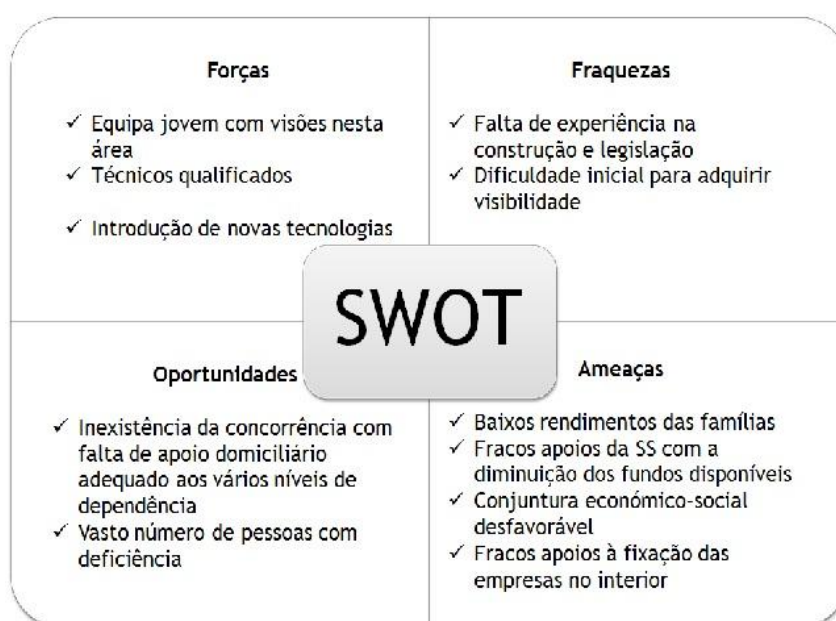 Forças
✓ Equipa jovem com visões nesta
área
✓ Técnicos qualificados
✓ Introdução de novas tecnologias
Fraquezas
✓ Falta de experiência na
construção e legislação
✓ Dificuldade inicial para adquirir
visibilidade
SWOT
Oportunidades
✓ Inexistência da concorrência com
falta de apoio domiciliário
adequado aos vários níveis de
dependência
✓ Vasto número de pessoas com
deficiência
Ameaças
✓ Baixos rendimentos das famílias
✓ Fracos apoios da SS com a
diminuição dos fundos disponíveis
✓ Conjuntura económico-social
desfavorável
✓ Fracos apoios à fixação das
empresas no interior